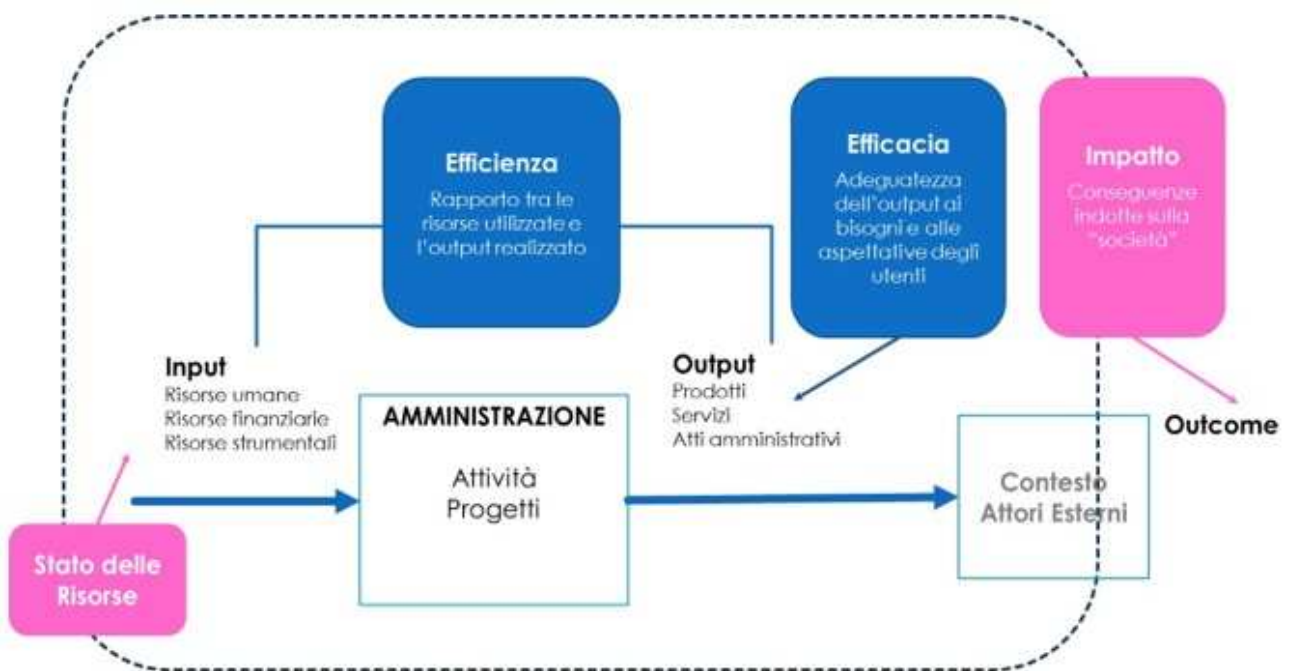 Efficienza
Rapporto tra le
risorse utilizzate e
l'output realizzato
Efficacia
Adeguatezza
dell'output ai
bisogni e alle
aspettative degli
utenti
Impatto
Conseguenze
indotte sulla
"società"
Input
Risorse umane
Risorse finanziarie
Risorse strumentali
AMMINISTRAZIONE
Attività
Progetti
Output
Prodotti
Servizi
Atti amministrativi
Contesto
Attori Esterni
Outcome
Stato delle
Risorse